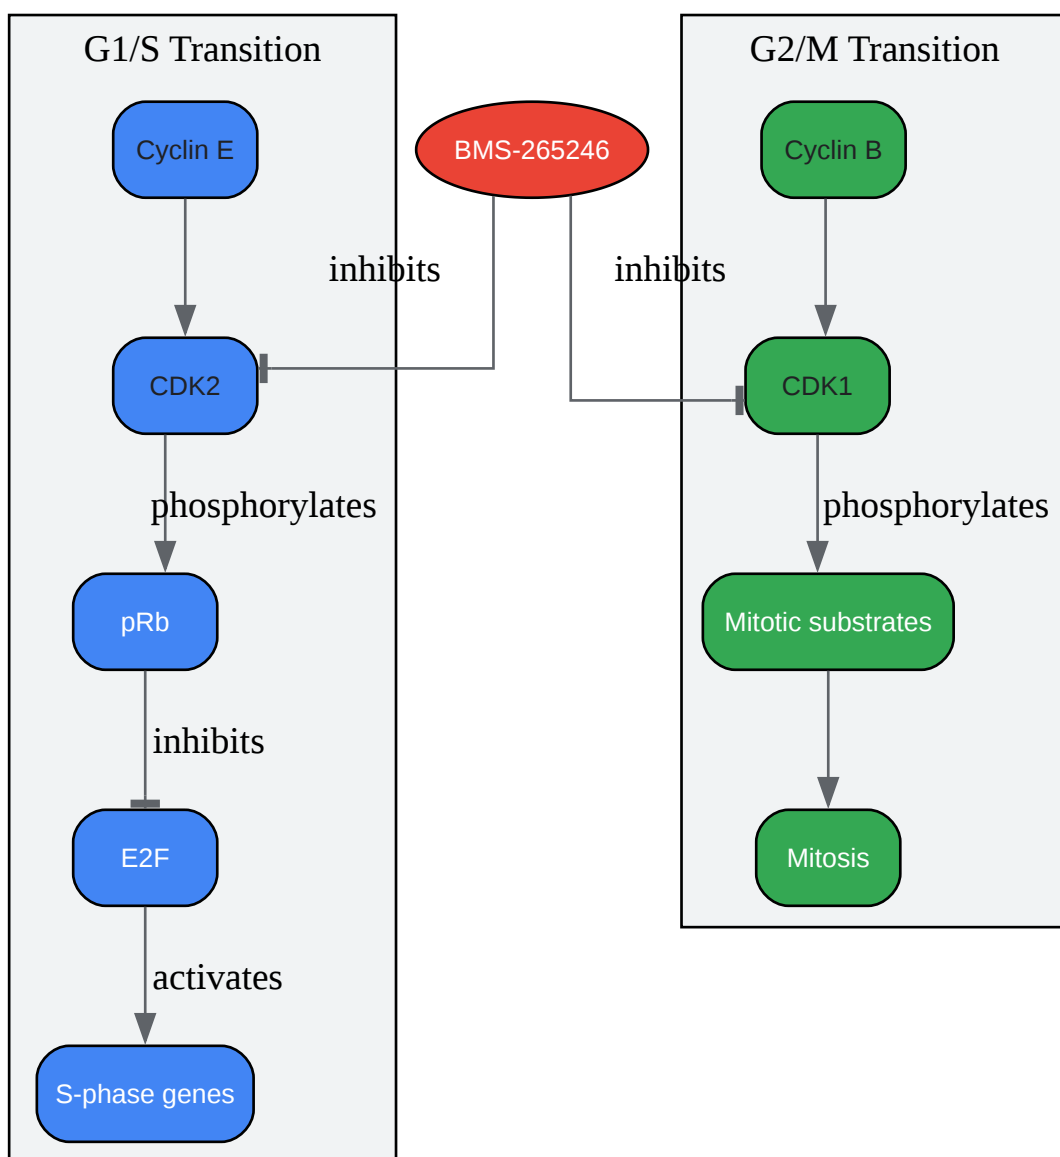 G1/S Transition
G2/M Transition
Cyclin E
BMS-265246
Cyclin B
inhibits
inhibits
CDK2
CDK1
phosphorylates
phosphorylates
pRb
Mitotic substrates
inhibits
E2F
Mitosis
activates
S-phase genes